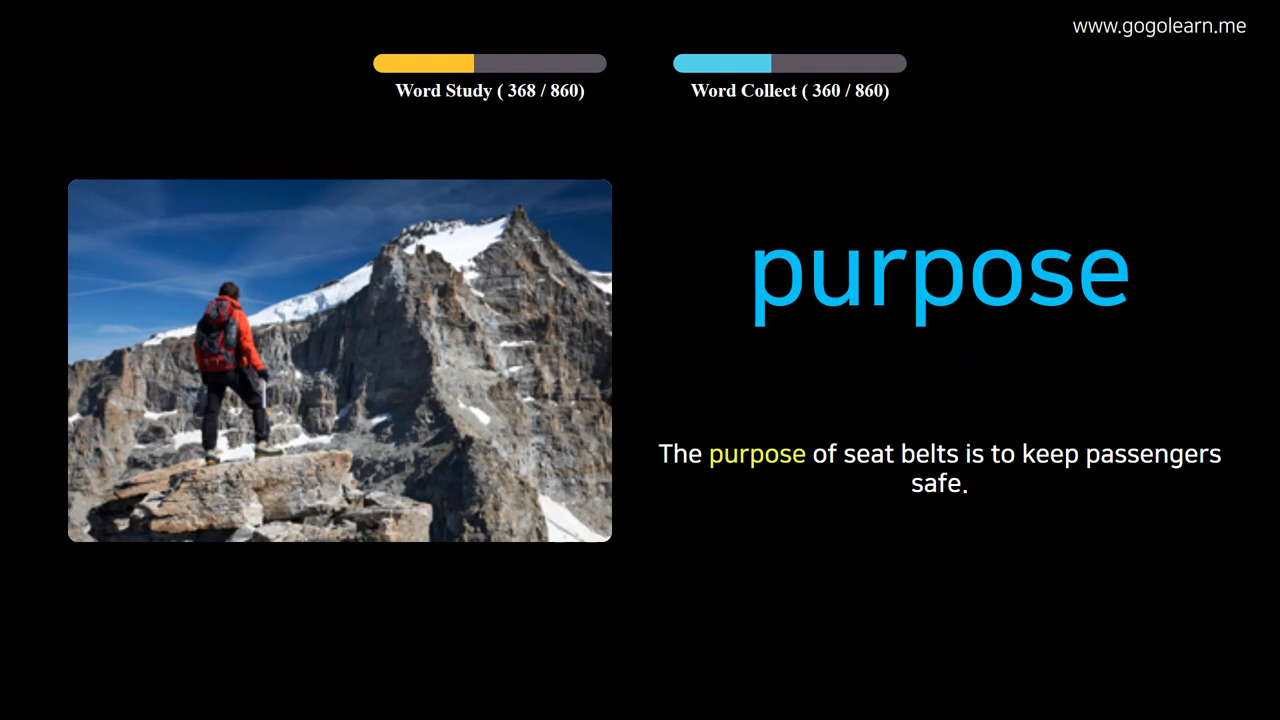 www.gogolearn.me
Word Study ( 368 / 860)
Word Collect ( 360 / 860)
purpose
The purpose of seat belts is to keep passengers
safe.